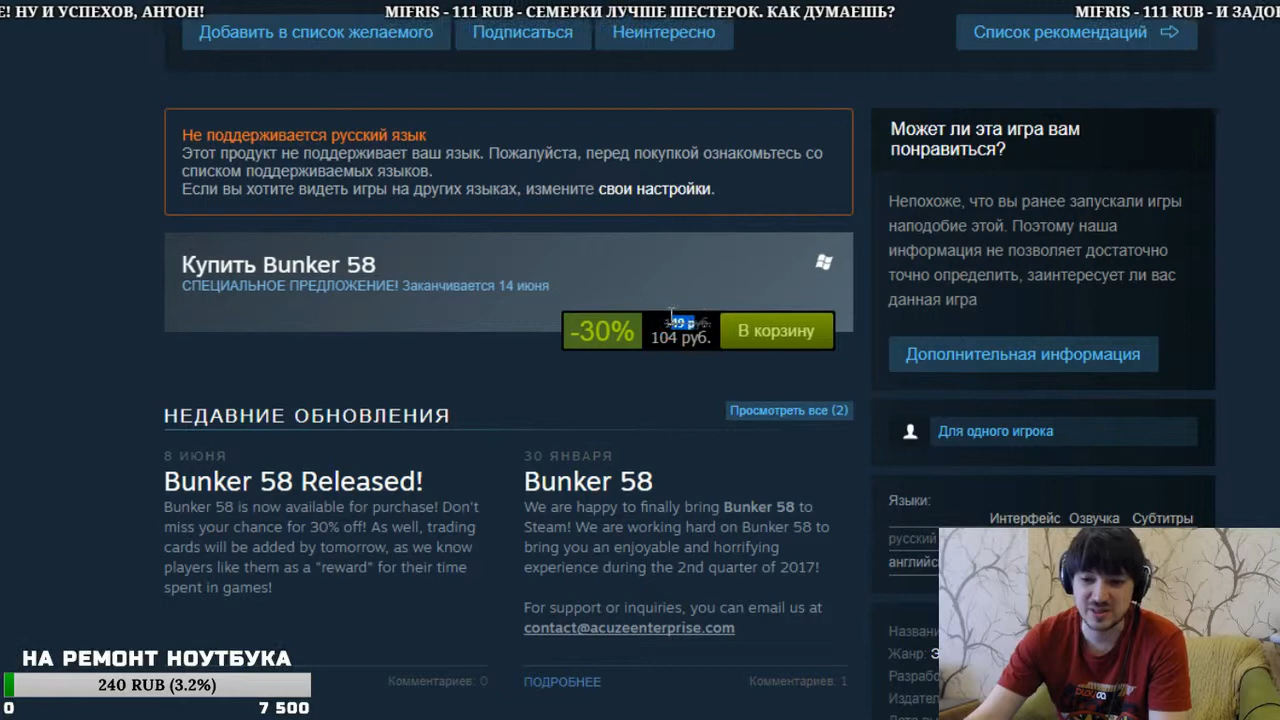 Е! НУ И УСПЕХОВ, АНТОН! MIFRIS - 111 RUB - СЕМЕРКИ ЛУЧШЕ ШЕСТЕРОК. КАК ДУМАЕШЬ? MIFRIS - 111 RUB - И ЗАДО
Добавить в список желаемого Подписаться Неинтересно Список рекомендаций
Не поддерживается русский язык
Этот продукт не поддерживает ваш язык. Пожалуйста, перед покупкой ознакомьтесь со
списком поддерживаемых языков.
Если вы хотите видеть игры на других языках, измените свои настройки.
Купить Bunker 58
СПЕЦИАЛЬНОЕ ПРЕДЛОЖЕНИЕ! Заканчивается 14 июня
-30%
149 руб.
104 руб.
В корзину
НЕДАВНИЕ ОБНОВЛЕНИЯ
Просмотреть все (2)
8 ИЮНЯ
Bunker 58 Released!
Bunker 58 is now available for purchase! Don't
miss your chance for 30% off! As well, trading
cards will be added by tomorrow, as we know
players like them as a "reward" for their time
spent in games!
Комментариев: 0
30 ЯНВАРЯ
Bunker 58
We are happy to finally bring Bunker 58 to
Steam! We are working hard on Bunker 58 to
bring you an enjoyable and horrifying
experience during the 2nd quarter of 2017!
For support or inquiries, you can email us at
contact@acuzeenterprise.com
ПОДРОБНЕЕ
Комментариев: 1
Может ли эта игра вам
понравиться?
Непохоже, что вы ранее запускали игры
наподобие этой. Поэтому наша
информация не позволяет достаточно
точно определить, заинтересует ли вас
данная игра
Дополнительная информация
Для одного игрока
Языки:
Интерфейс Озвучка Субтитры
русский
английс
Названи
Жанр: Э
Разрабо
Издател
НА РЕМОНТ НОУТБУКА
240 RUB (3.2%)
0 7 500